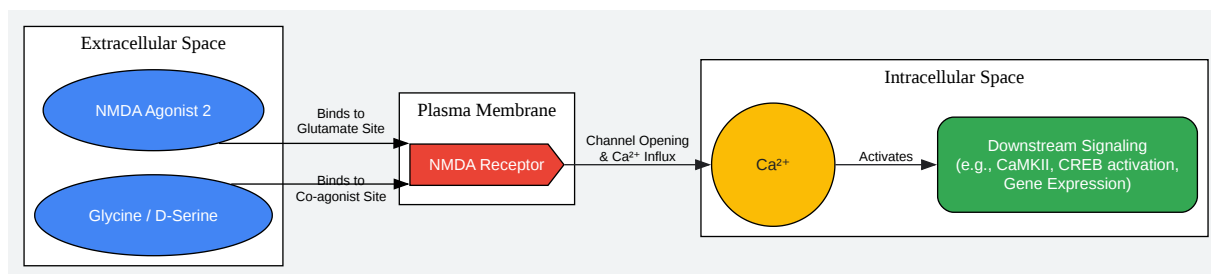 Extracellular Space
NMDA Agonist 2
Glycine / D-Serine
Binds to
Glutamate Site
Binds to
Co-agonist Site
Plasma Membrane
NMDA Receptor
Channel Opening
& Ca²⁺ Influx
Intracellular Space
Ca²⁺
Activates
Downstream Signaling
(e.g., CaMKII, CREB activation,
Gene Expression)